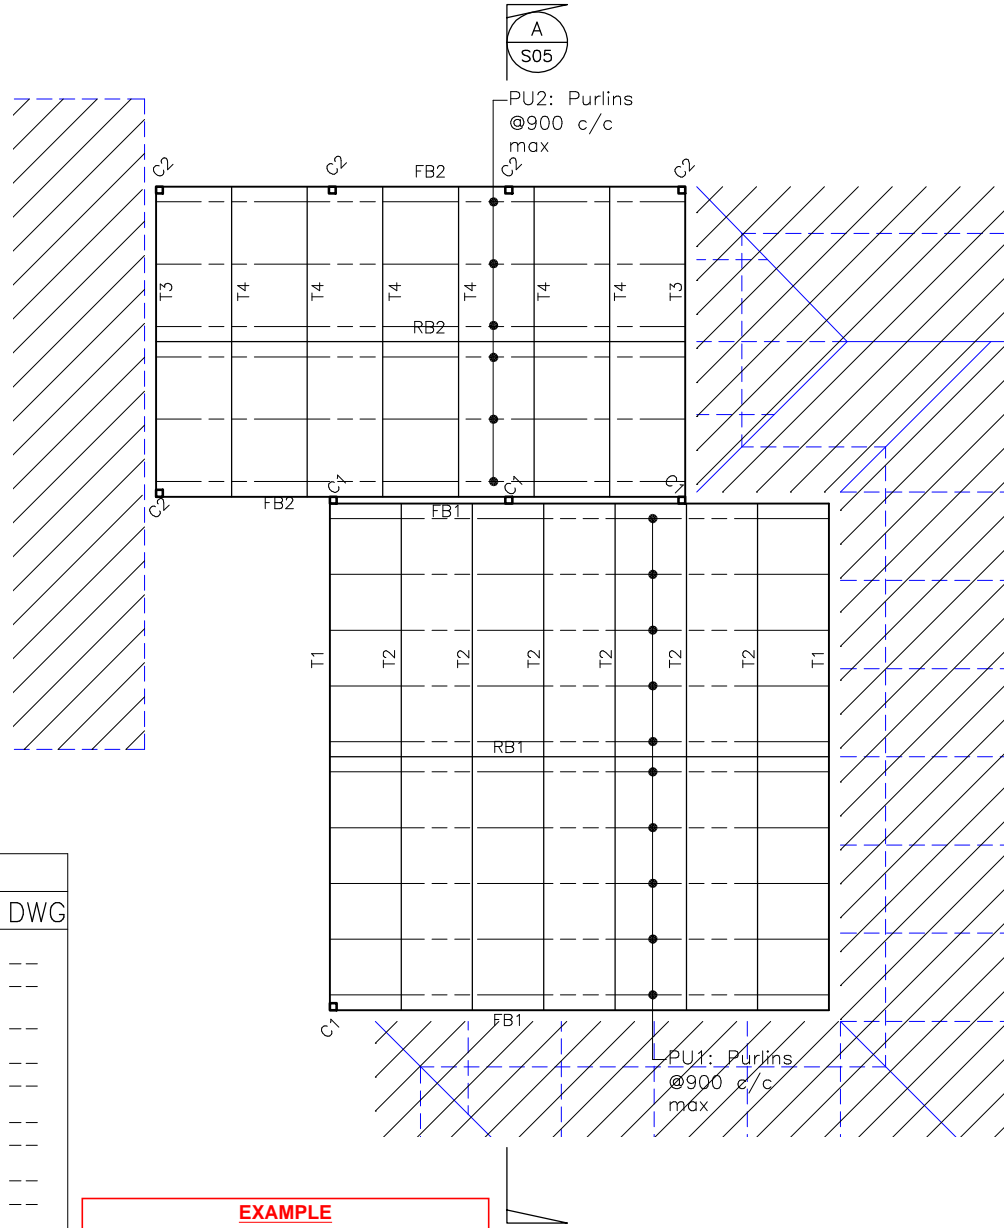 A
S05
PU2: Purlins
@900 c/c
max
C2
C2
C2
C2
FB2
T3
T4
T4
T4
T4
T4
T4
T3
RB2
C2
FB2
C1
FB1
C1
C1
T1
T2
T2
T2
T2
T2
T2
T1
RB1
C1
FB1
PU1: Purlins
@900 c/c
max
DWG
EXAMPLE